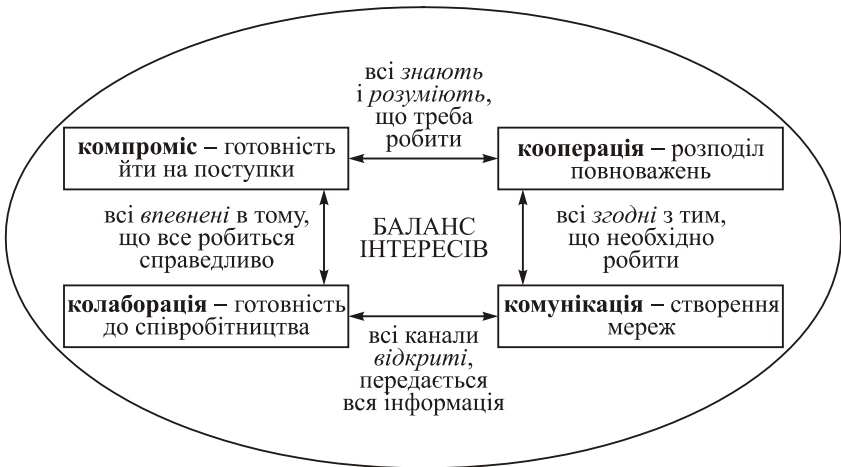 всі знають
і розуміють,
що треба
робити
компроміс – готовність
йти на поступки
кооперація – розподіл
повноважень
всі впевнені в тому,
що все робиться
справедливо
БАЛАНС
ІНТЕРЕСІВ
всі згодні з тим,
що необхідно
робити
колаборація – готовність
до співробітництва
комунікація – створення
мереж
всі канали
відкриті,
передається
вся інформація